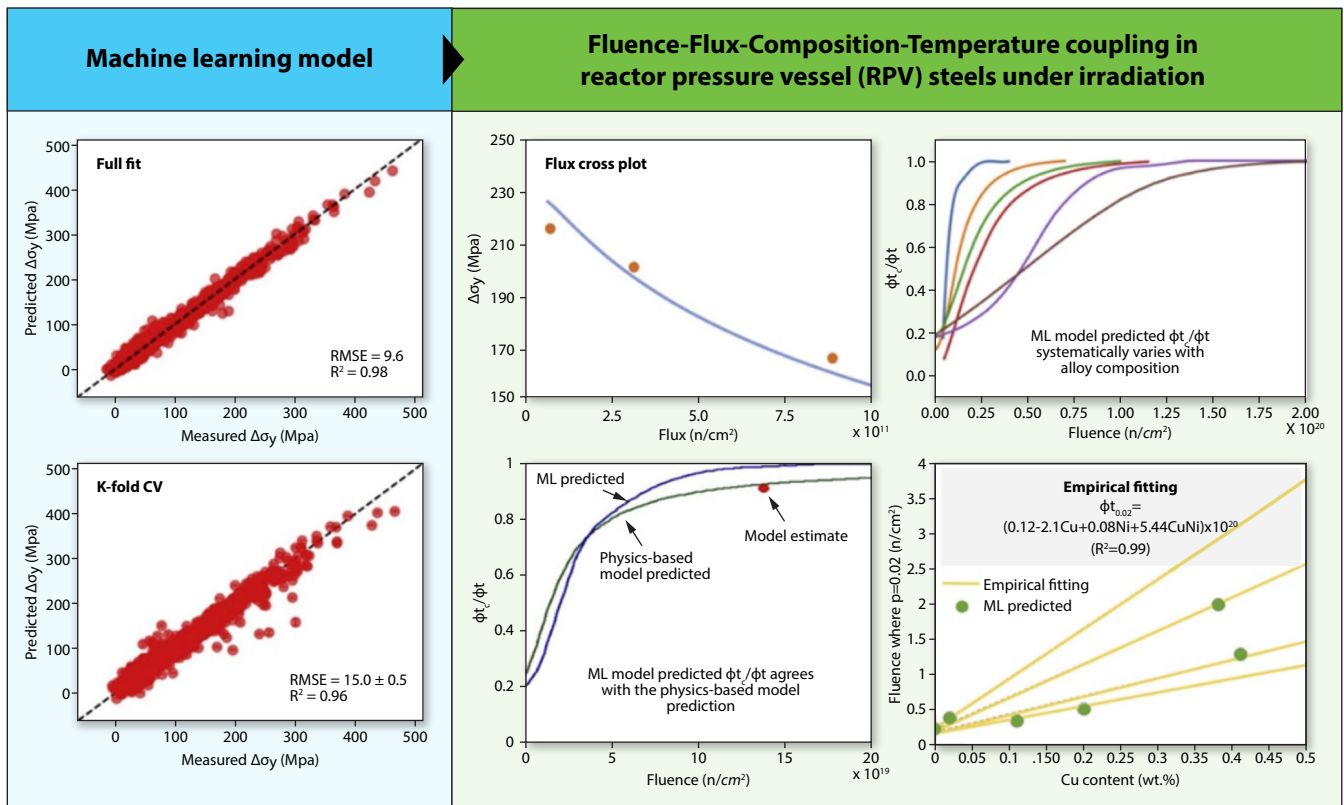 Machine learning model
Fluence-Flux-Composition-Temperature coupling in
reactor pressure vessel (RPV) steels under irradiation
Full fit
Predicted Δσy (Mpa)
500
400
300
200
100
0
RMSE = 9.6
R² = 0.98
0 100 200 300 400 500
Measured Δσy (Mpa)
Flux cross plot
Δσy (Mpa)
250
230
210
190
170
150
0 2.5 5.0 7.5 10
Flux (n/cm²)
x 10¹¹
ϕtc/ϕt
1.0
0.8
0.6
0.4
0.2
0.0
ML model predicted ϕtc/ϕt
systematically varies with
alloy composition
0.00 0.25 0.50 0.75 1.00 1.25 1.50 1.75 2.00
Fluence (n/cm²)
X 10²⁰
K-fold CV
Predicted Δσy (Mpa)
500
400
300
200
100
0
RMSE = 15.0 ± 0.5
R² = 0.96
0 100 200 300 400 500
Measured Δσy (Mpa)
ϕtc/ϕt
1
0.8
0.6
0.4
0.2
0
ML predicted
Physics-based
model predicted
Model estimate
ML model predicted ϕtc/ϕt agrees
with the physics-based model
prediction
0 5 10 15 20
Fluence (n/cm²)
x 10¹⁹
Fluence where p=0.02 (n/cm²)
4
3.5
3
2.5
2
1.5
1
0.5
0
Empirical fitting
ϕt0.02=
(0.12-2.1Cu+0.08Ni+5.44CuNi)x10²⁰
(R²=0.99)
Empirical fitting
ML predicted
0 0.05 0.1 .150 0.2 0.25 0.3 0.35 0.4 0.45 0.5
Cu content (wt.%)